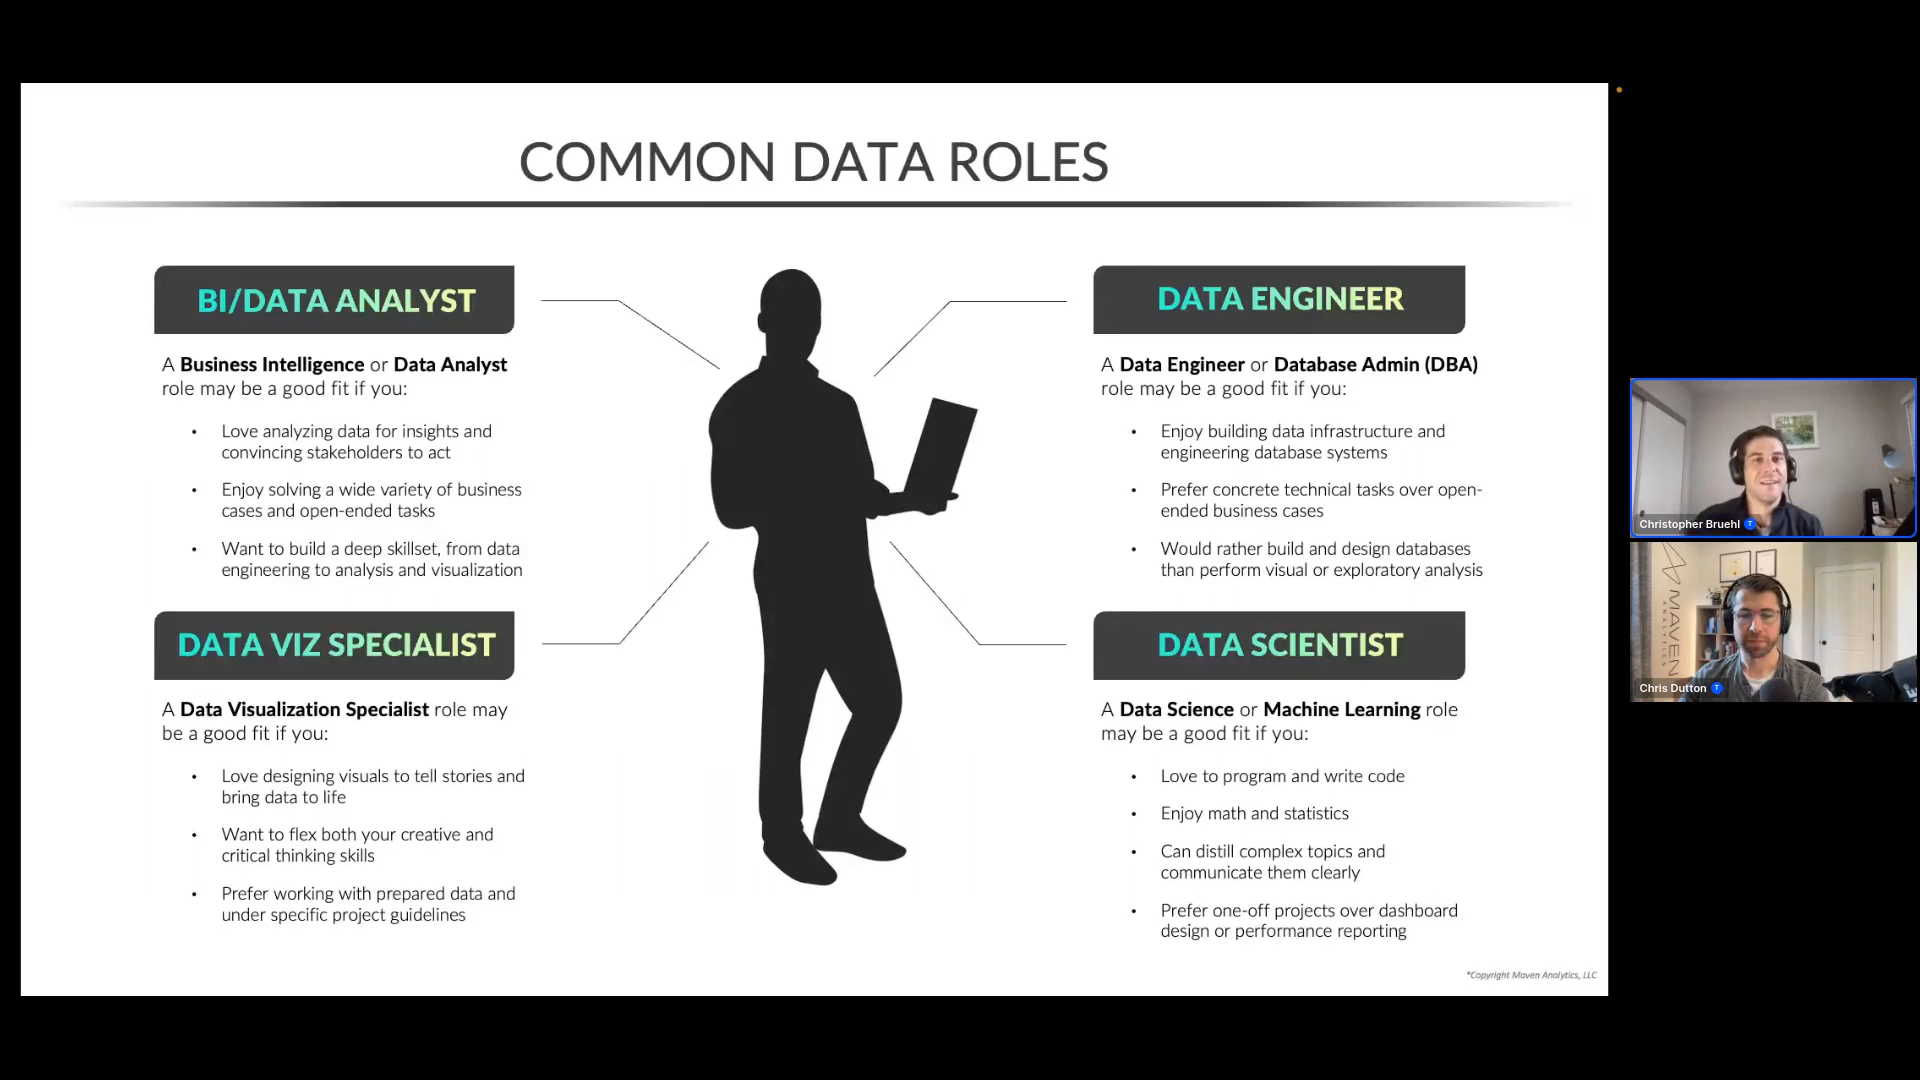 COMMON DATA ROLES
BI/DATA ANALYST
A Business Intelligence or Data Analyst
role may be a good fit if you:
• Love analyzing data for insights and
convincing stakeholders to act
• Enjoy solving a wide variety of business
cases and open-ended tasks
• Want to build a deep skillset, from data
engineering to analysis and visualization
DATA VIZ SPECIALIST
A Data Visualization Specialist role may
be a good fit if you:
• Love designing visuals to tell stories and
bring data to life
• Want to flex both your creative and
critical thinking skills
• Prefer working with prepared data and
under specific project guidelines
DATA ENGINEER
A Data Engineer or Database Admin (DBA)
role may be a good fit if you:
• Enjoy building data infrastructure and
engineering database systems
• Prefer concrete technical tasks over open-
ended business cases
• Would rather build and design databases
than perform visual or exploratory analysis
DATA SCIENTIST
A Data Science or Machine Learning role
may be a good fit if you:
• Love to program and write code
• Enjoy math and statistics
• Can distill complex topics and
communicate them clearly
• Prefer one-off projects over dashboard
design or performance reporting
*Copyright Maven Analytics, LLC
Christopher Bruehl T
MAVEN
ANALYTICS
Chris Dutton T